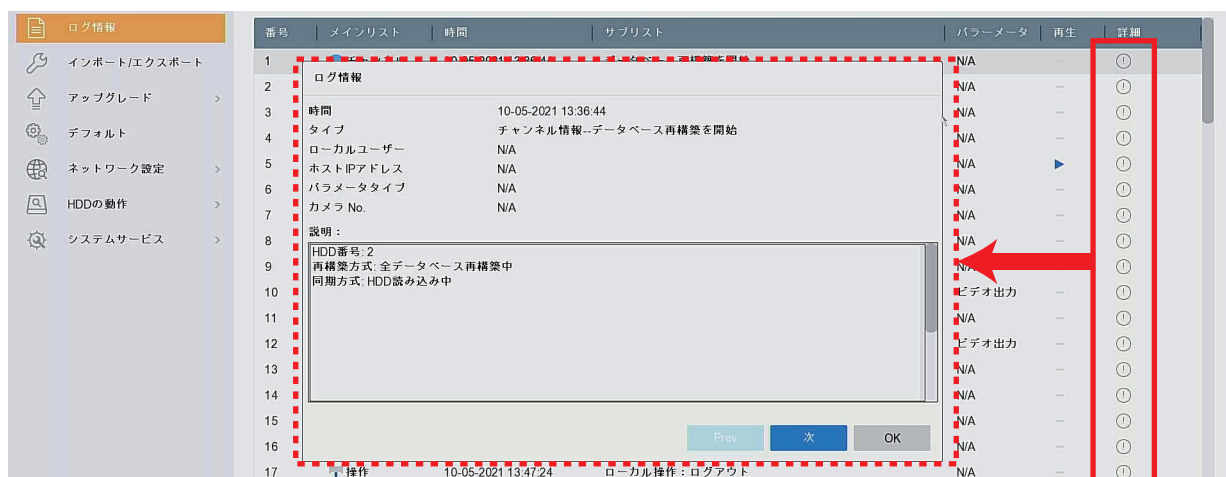 ログ情報
インポート/エクスポート
アップグレード >
デフォルト
ネットワーク設定 >
HDDの動作 >
システムサービス >
番号 メインリスト 時間 サブリスト パラメータ 再生 詳細
1 N/A
2 N/A
3 N/A
4 N/A
5 N/A
6 N/A
7 N/A
8 N/A
9 N/A
10 ビデオ出力
11 N/A
12 ビデオ出力
13 N/A
14 N/A
15 N/A
16 N/A
17 操作 10-05-2021 13:47:24 ローカル操作：ログアウト N/A
ログ情報
時間 10-05-2021 13:36:44
タイプ チャンネル情報--データベース再構築を開始
ローカルユーザー N/A
ホストIPアドレス N/A
パラメータタイプ N/A
カメラ No. N/A
説明：
HDD番号: 2
再構築方式: 全データベース再構築中
同期方式: HDD読み込み中
Prev 次 OK